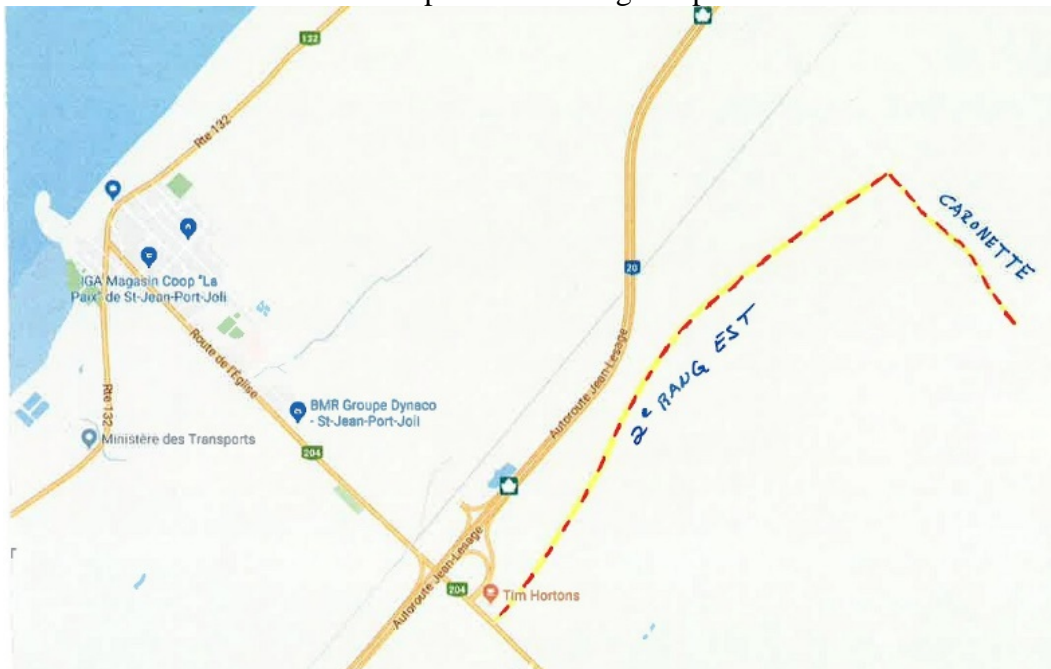 132
Rte 132
CARONETTE
20
IGA Magasin Coop "La
Paix" de St-Jean-Port-Joli
Route de l'Église
Autoroute Jean-Lesage
2e RANG EST
Rte 132
BMR Groupe Dynaco
- St-Jean-Port-Joli
Ministère des Transports
204
Autoroute Jean-Lesage
204
Tim Hortons